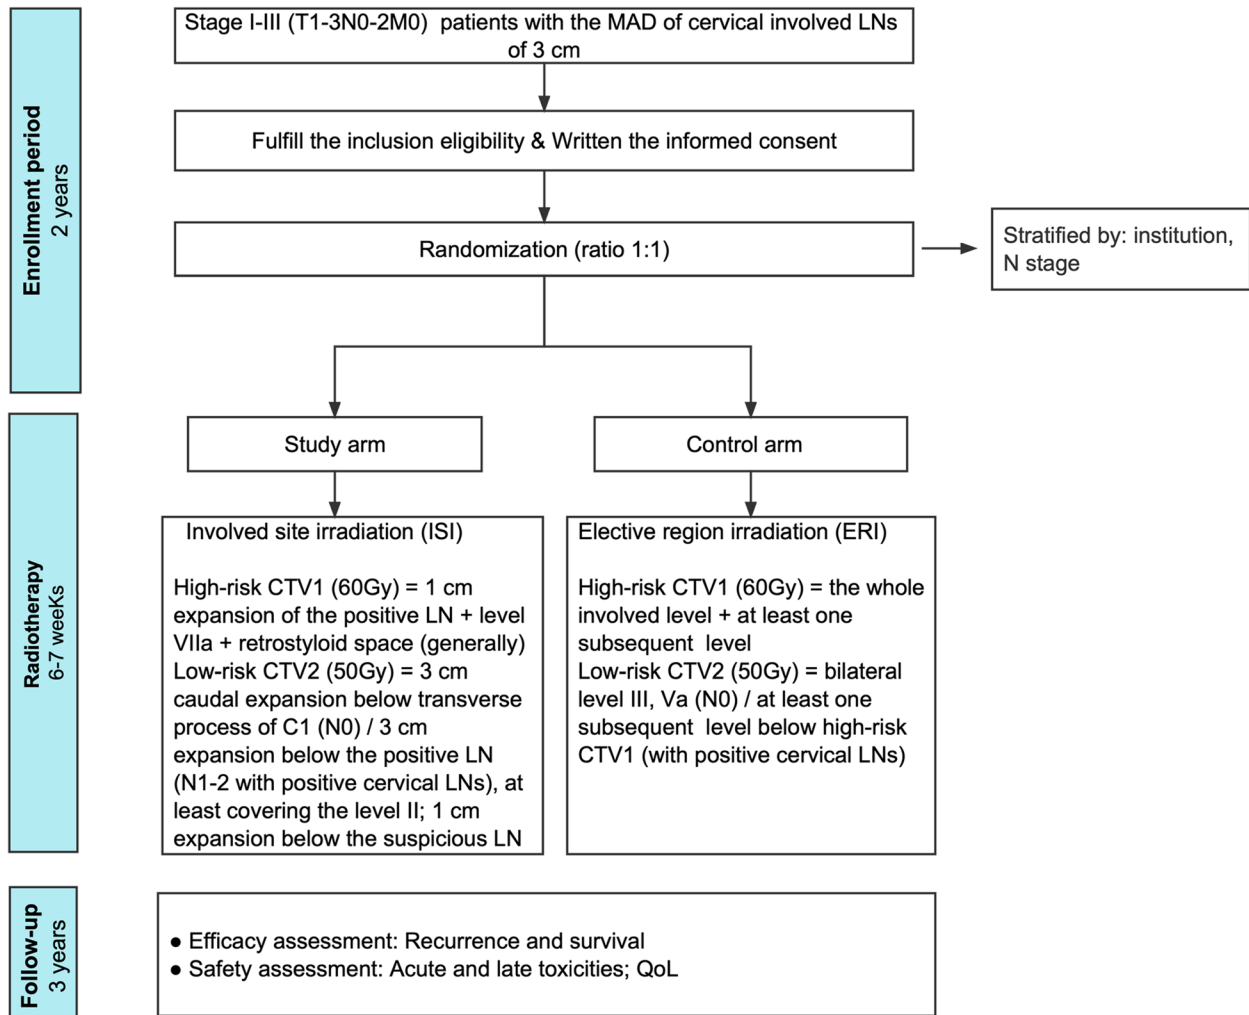 Stage I-III (T1-3N0-2M0) patients with the MAD of cervical involved LNs
of 3 cm
Fulfill the inclusion eligibility & Written the informed consent
Randomization (ratio 1:1)
Stratified by: institution,
N stage
Enrollment period
2 years
Study arm
Control arm
Involved site irradiation (ISI)
High-risk CTV1 (60Gy) = 1 cm
expansion of the positive LN + level
VIIa + retrostyloid space (generally)
Low-risk CTV2 (50Gy) = 3 cm
caudal expansion below transverse
process of C1 (N0) / 3 cm
expansion below the positive LN
(N1-2 with positive cervical LNs), at
least covering the level II; 1 cm
expansion below the suspicious LN
Elective region irradiation (ERI)
High-risk CTV1 (60Gy) = the whole
involved level + at least one
subsequent level
Low-risk CTV2 (50Gy) = bilateral
level III, Va (N0) / at least one
subsequent level below high-risk
CTV1 (with positive cervical LNs)
Radiotherapy
6-7 weeKs
Follow-up
3 years
● Efficacy assessment: Recurrence and survival
● Safety assessment: Acute and late toxicities; QoL